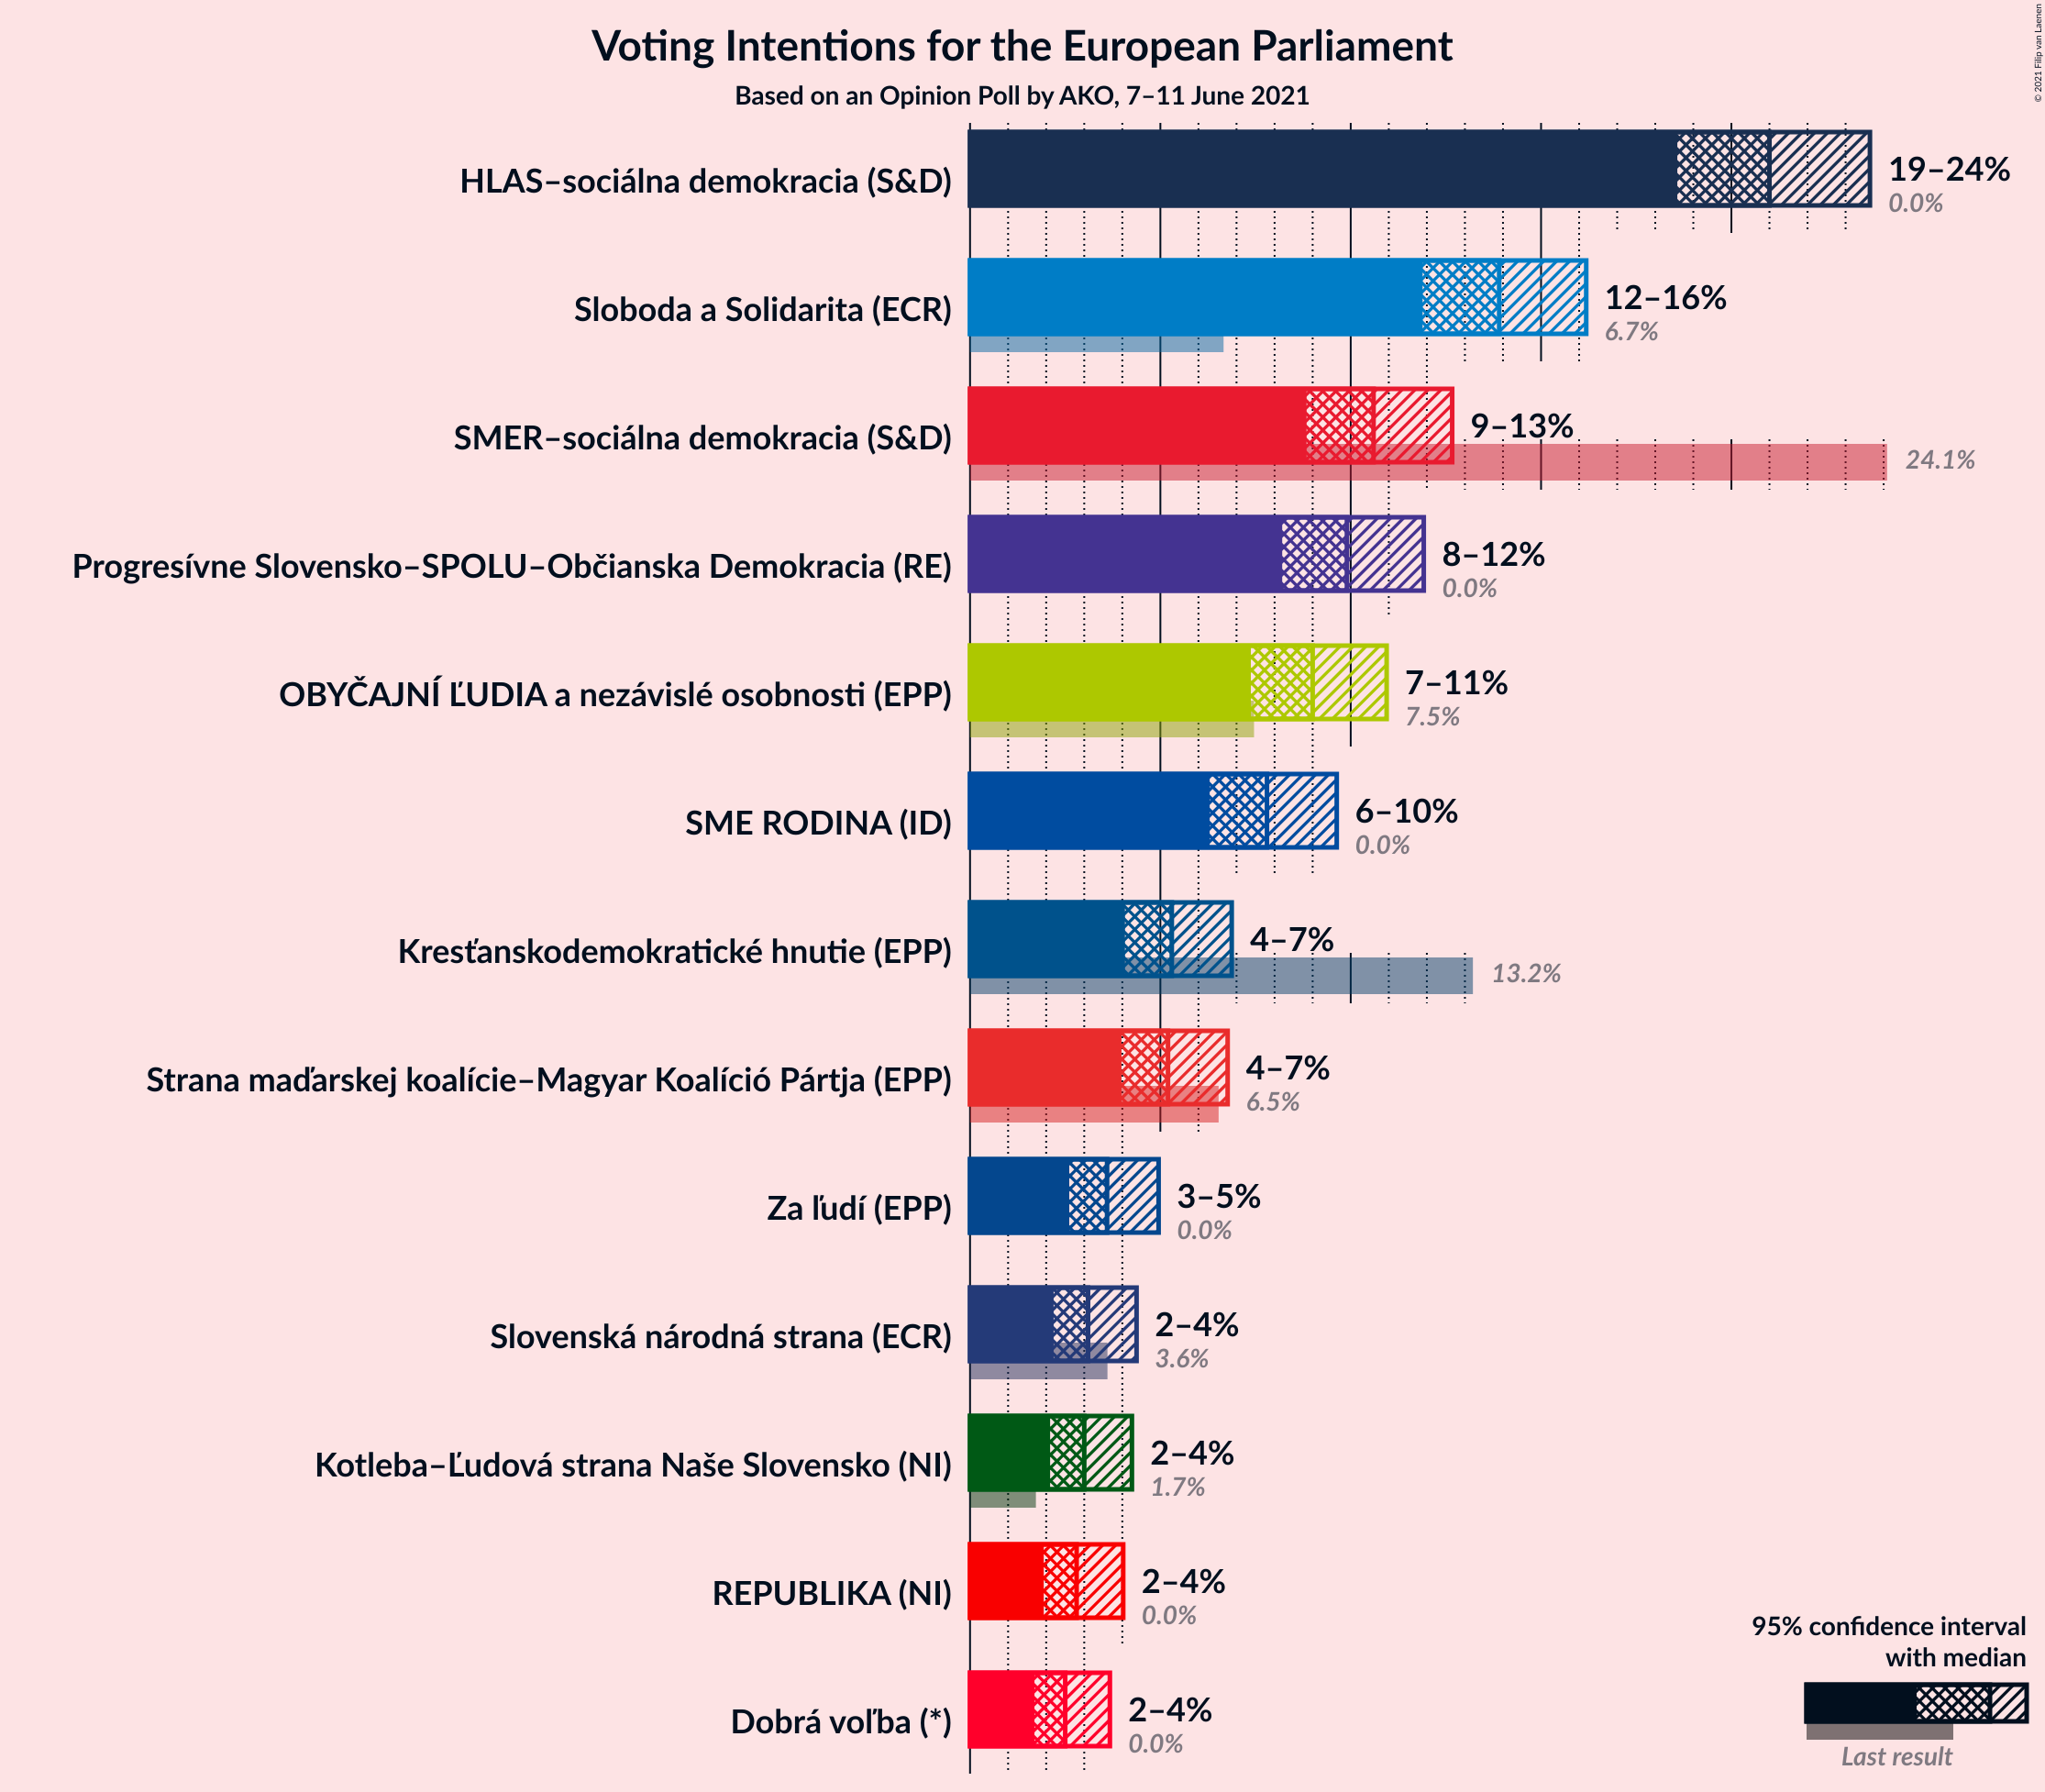 Voting Intentions for the European Parliament
Based on an Opinion Poll by AKO, 7–11 June 2021
© 2021 Filip van Laenen
HLAS–sociálna demokracia (S&D)
19–24%
0.0%
Sloboda a Solidarita (ECR)
12–16%
6.7%
SMER–sociálna demokracia (S&D)
9–13%
24.1%
Progresívne Slovensko–SPOLU–Občianska Demokracia (RE)
8–12%
0.0%
OBYČAJNÍ ĽUDIA a nezávislé osobnosti (EPP)
7–11%
7.5%
SME RODINA (ID)
6–10%
0.0%
Kresťanskodemokratické hnutie (EPP)
4–7%
13.2%
Strana maďarskej koalície–Magyar Koalíció Pártja (EPP)
4–7%
6.5%
Za ľudí (EPP)
3–5%
0.0%
Slovenská národná strana (ECR)
2–4%
3.6%
Kotleba–Ľudová strana Naše Slovensko (NI)
2–4%
1.7%
REPUBLIKA (NI)
2–4%
0.0%
Dobrá voľba (*)
2–4%
0.0%
95% confidence interval
with median
Last result